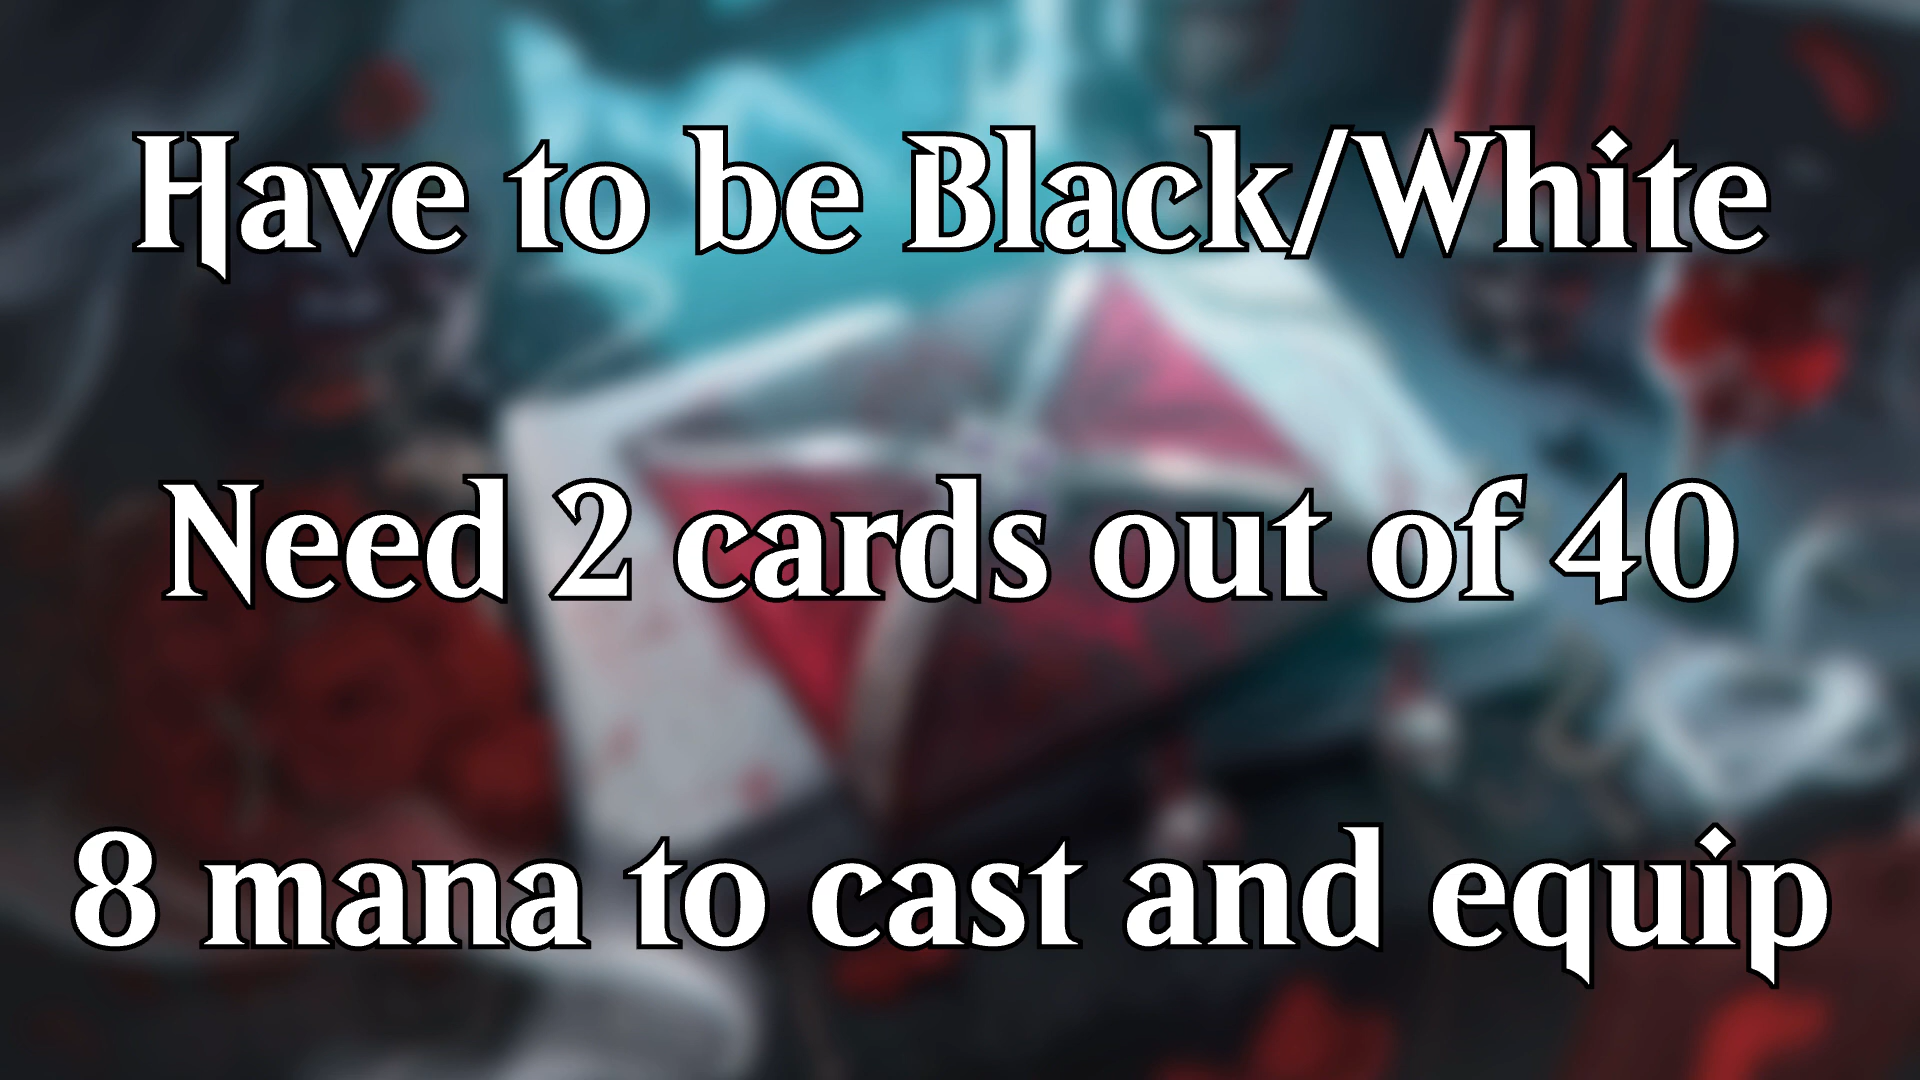 Have to be Black/White
Need 2 cards out of 40
8 mana to cast and equip